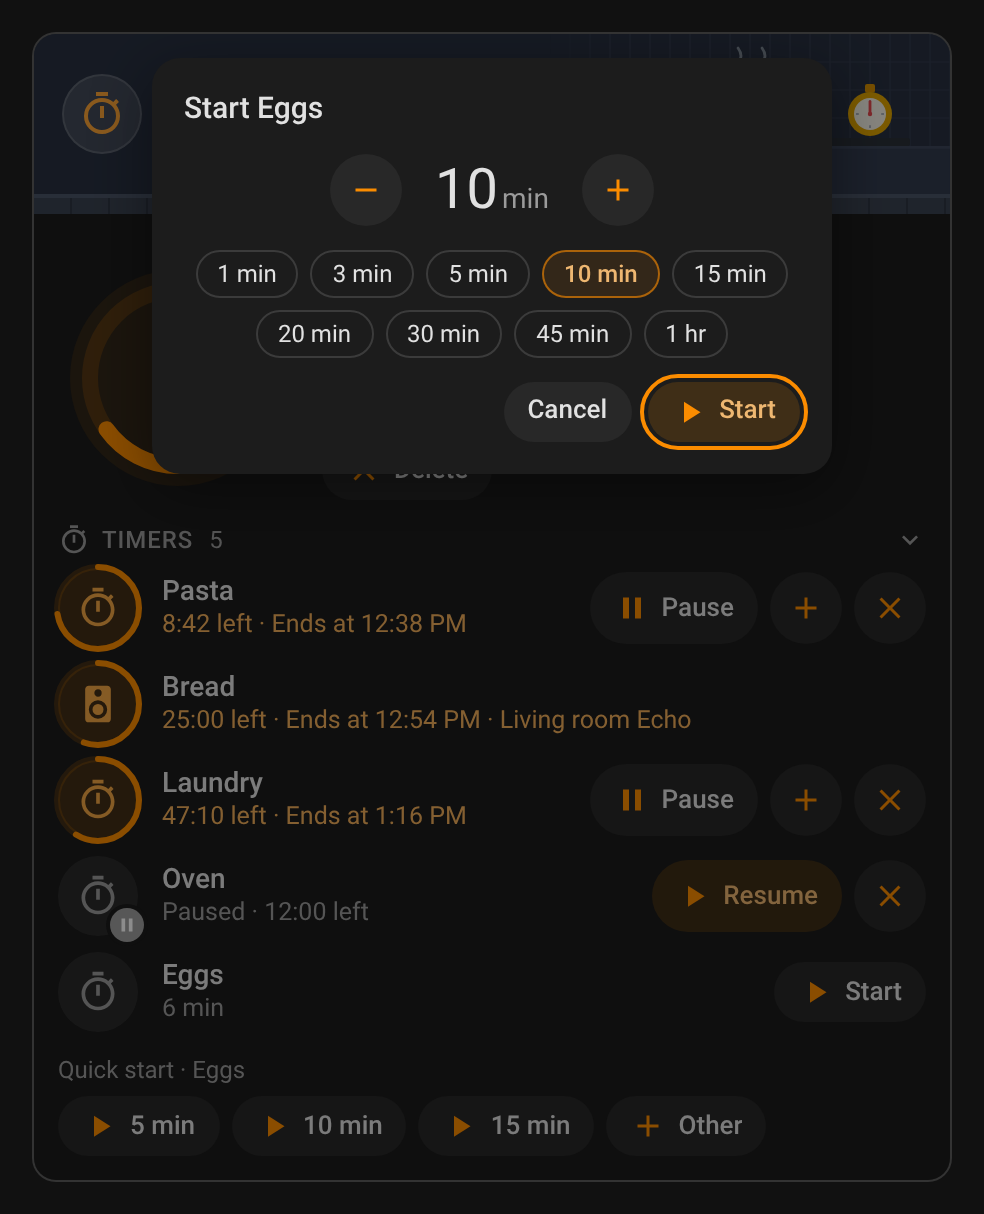 Start Eggs
10 min
1 min
3 min
5 min
10 min
15 min
20 min
30 min
45 min
1 hr
Cancel
Start
Delete
TIMERS 5
Pasta
8:42 left · Ends at 12:38 PM
Pause
Bread
25:00 left · Ends at 12:54 PM · Living room Echo
Laundry
47:10 left · Ends at 1:16 PM
Pause
Oven
Paused · 12:00 left
Resume
Eggs
6 min
Start
Quick start · Eggs
5 min
10 min
15 min
Other